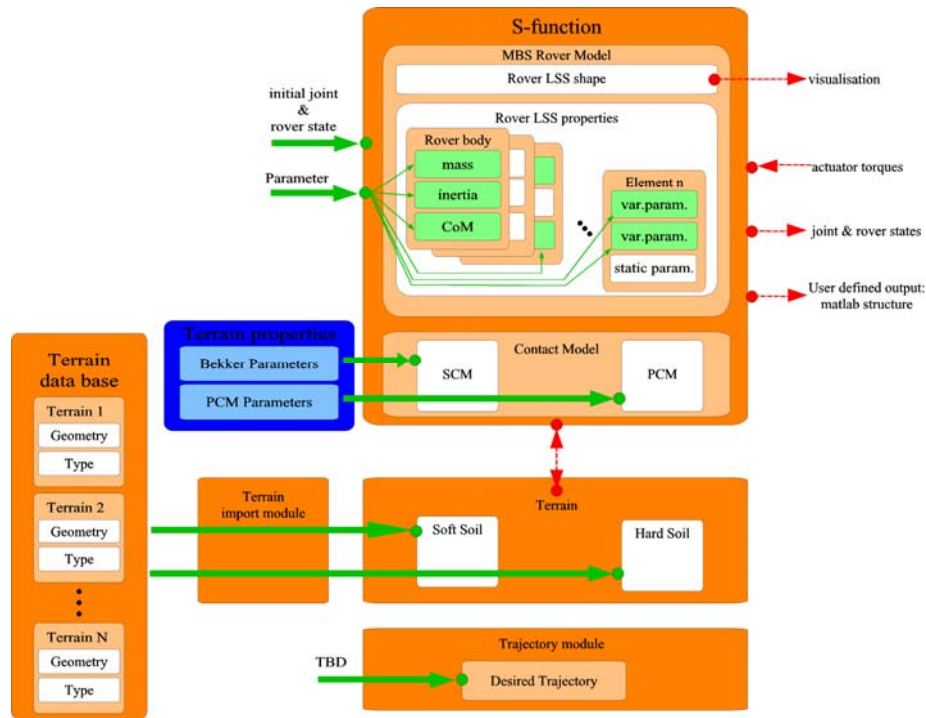 S-function
MBS Rover Model
Rover LSS shape
visualisation
initial joint
&
rover state
Rover LSS properties
Rover body
mass
inertia
CoM
Parameter
Element n
var.param.
var.param.
static param.
actuator torques
joint & rover states
User defined output:
matlab structure
Terrain properties
Bekker Parameters
PCM Parameters
Contact Model
SCM
PCM
Terrain
data base
Terrain 1
Geometry
Type
Terrain 2
Geometry
Type
Terrain N
Geometry
Type
Terrain
import module
Terrain
Soft Soil
Hard Soil
Trajectory module
TBD
Desired Trajectory